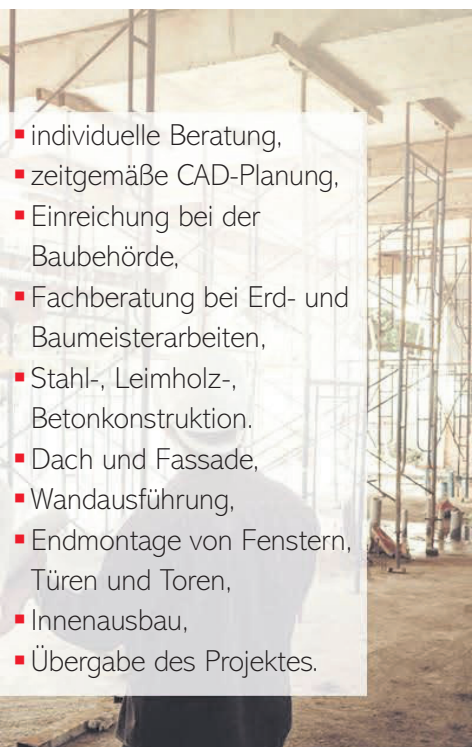 ▪ individuelle Beratung,
▪ zeitgemäße CAD-Planung,
▪ Einreichung bei der
Baubehörde,
▪ Fachberatung bei Erd- und
Baumeisterarbeiten,
▪ Stahl-, Leimholz-,
Betonkonstruktion.
▪ Dach und Fassade,
▪ Wandausführung,
▪ Endmontage von Fenstern,
Türen und Toren,
▪ Innenausbau,
▪ Übergabe des Projektes.